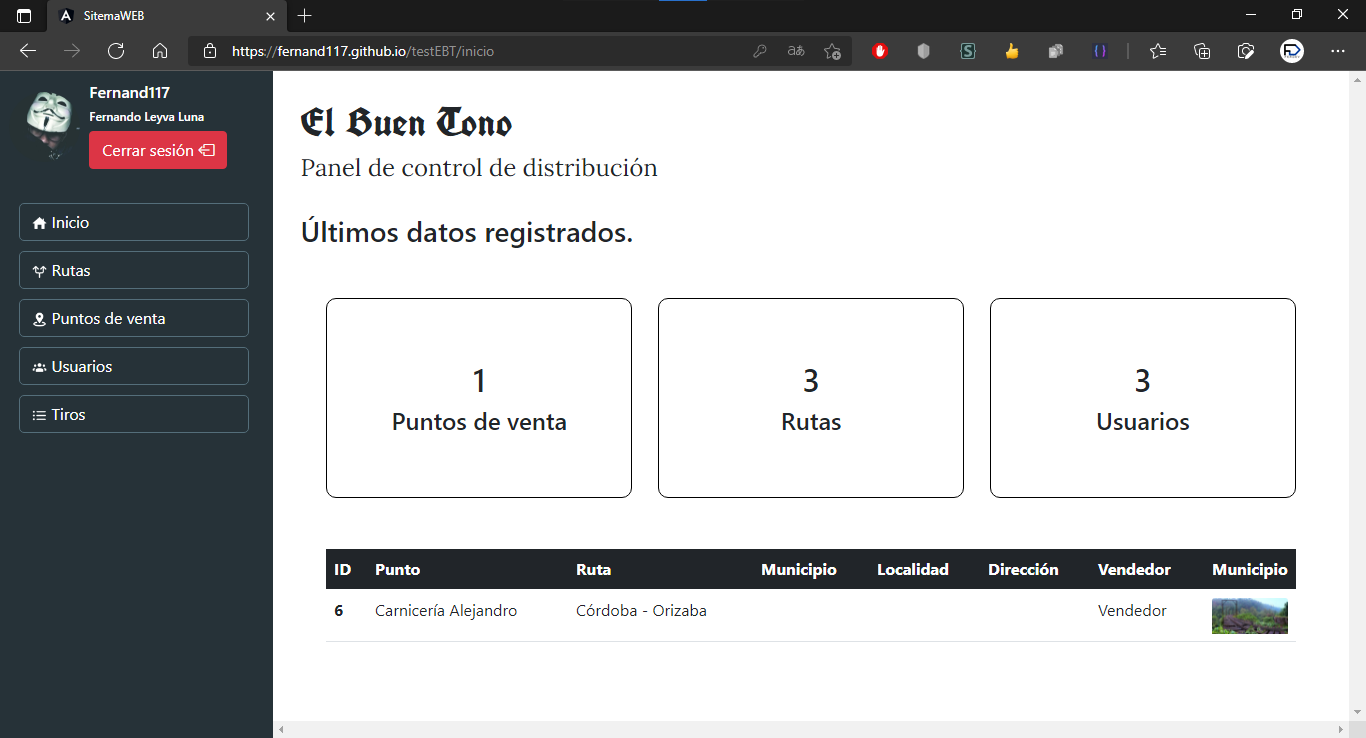 SitemaWEB
https://fernand117.github.io/testEBT/inicio
Fernand117
Fernando Leyva Luna
Cerrar sesión
Inicio
Rutas
Puntos de venta
Usuarios
Tiros
El Buen Tono
Panel de control de distribución
Últimos datos registrados.
1
Puntos de venta
3
Rutas
3
Usuarios
ID Punto Ruta Municipio Localidad Dirección Vendedor Municipio
6 Carnicería Alejandro Córdoba - Orizaba Vendedor